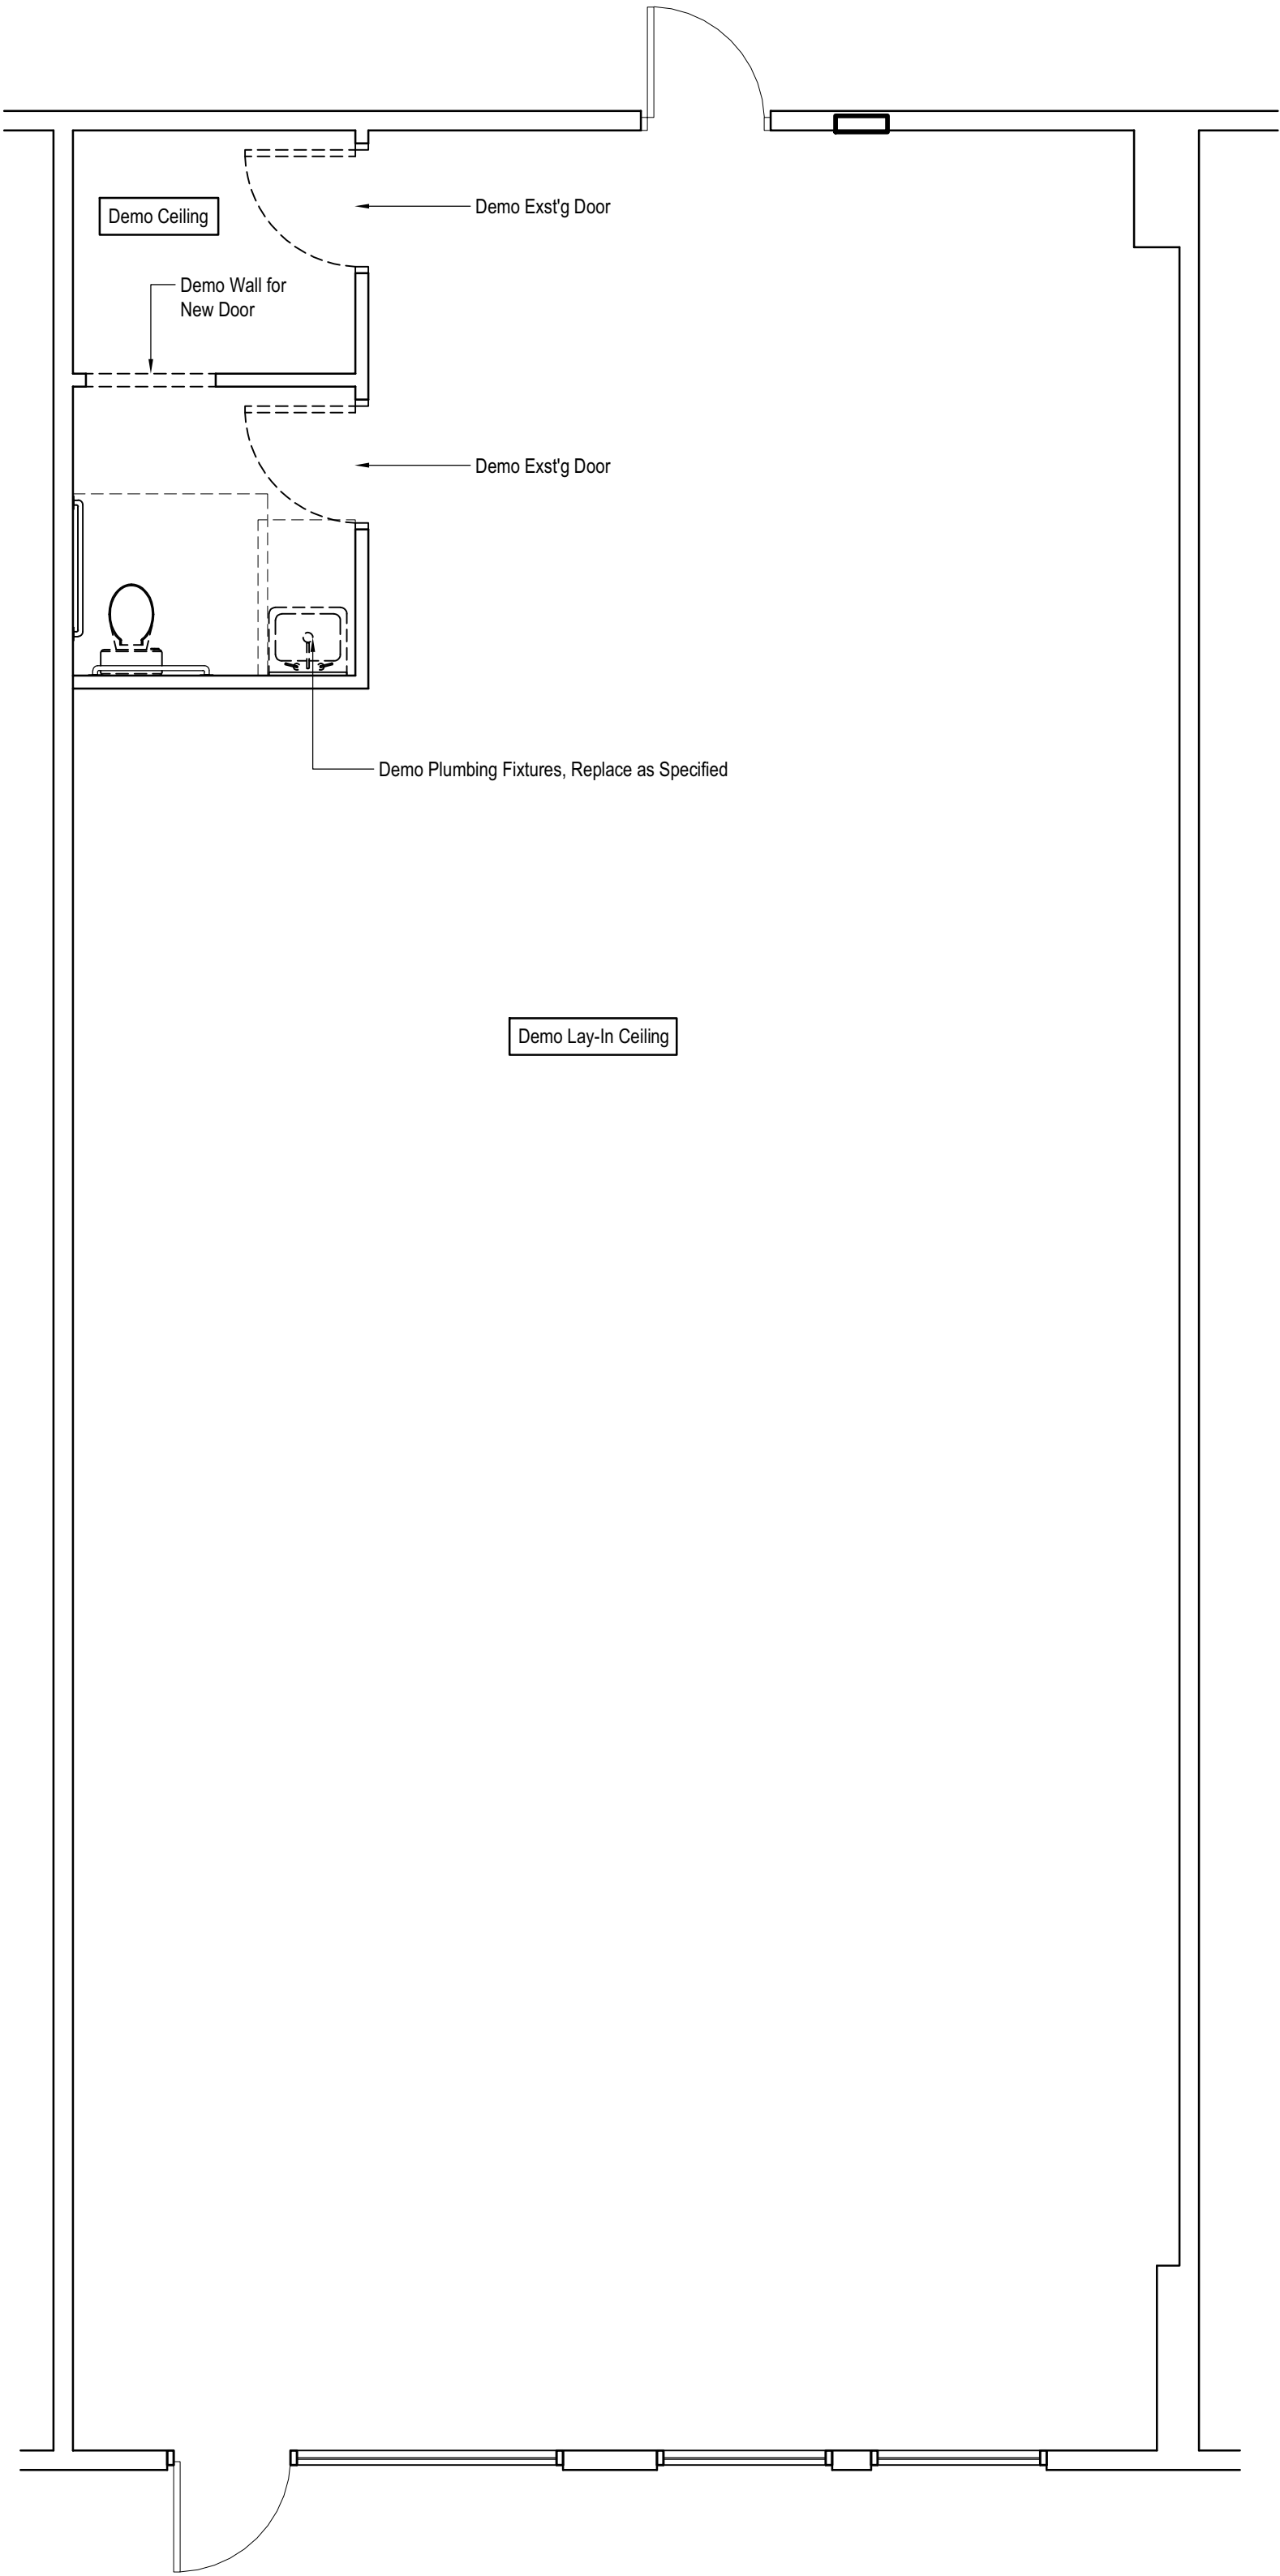 Demo Exst'g Door
Demo Ceiling
Demo Wall for
New Door
Demo Exst'g Door
Demo Plumbing Fixtures, Replace as Specified
Demo Lay-In Ceiling